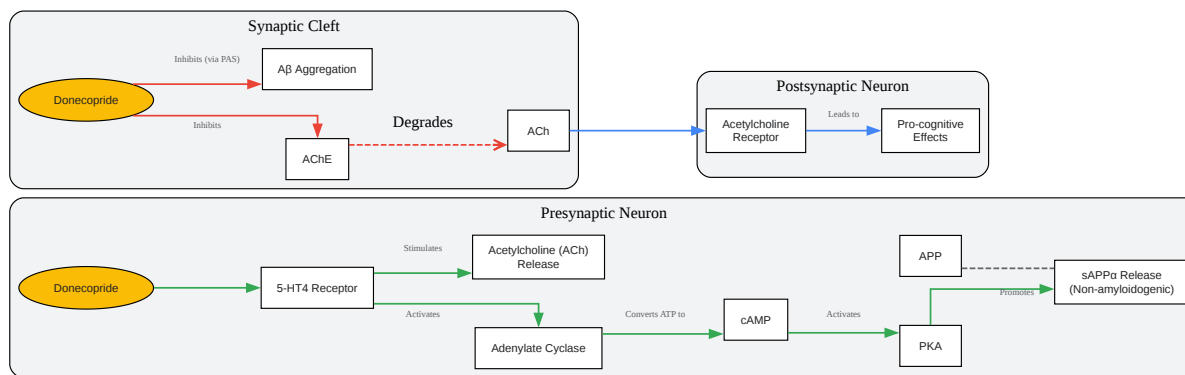 Synaptic Cleft
Inhibits (via PAS)
Aβ Aggregation
Donecopride
Inhibits
Degrades
ACh
AChE
Postsynaptic Neuron
Acetylcholine
Receptor
Leads to
Pro-cognitive
Effects
Presynaptic Neuron
Donecopride
5-HT4 Receptor
Stimulates
Acetylcholine (ACh)
Release
Activates
Adenylate Cyclase
Converts ATP to
cAMP
Activates
APP
PKA
Promotes
sAPPα Release
(Non-amyloidogenic)